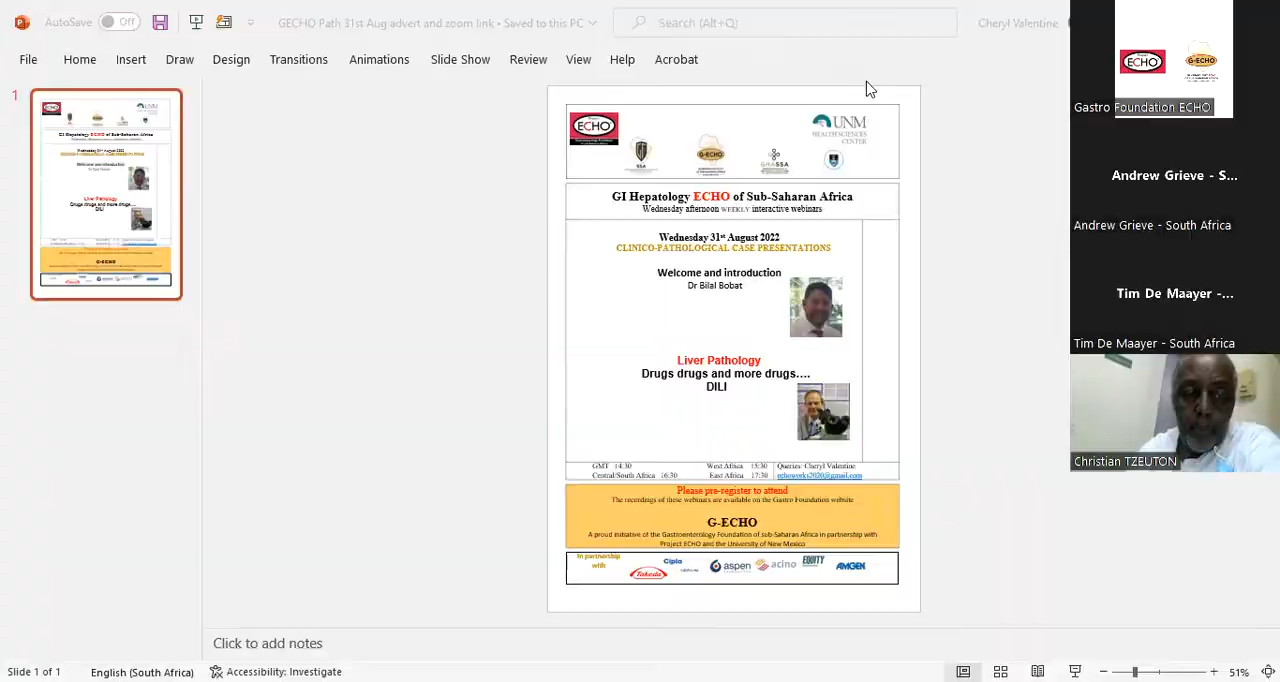 AutoSave Off GECHO Path 31st Aug advert and zoom link • Saved to this PC Search (Alt+Q) Cheryl Valentine
File Home Insert Draw Design Transitions Animations Slide Show Review View Help Acrobat
1
ECHO
G-ECHO
UNM
HEALTH SCIENCES
CENTER
SSA
GHASSA
GI Hepatology ECHO of Sub-Saharan Africa
Wednesday afternoon WEEKLY interactive webinars
Wednesday 31st August 2022
CLINICO-PATHOLOGICAL CASE PRESENTATIONS
Welcome and introduction
Dr Bilal Bobat
Liver Pathology
Drugs drugs and more drugs....
DILI
GMT 14:30 West Africa 15:30 Queries: Cheryl Valentine
Central/South Africa 16:30 East Africa 17:30 echoworks2020@gmail.com
Please pre-register to attend
The recordings of these webinars are available on the Gastro Foundation website
G-ECHO
A proud initiative of the Gastroenterology Foundation of sub-Saharan Africa in partnership with
Project ECHO and the University of New Mexico
In partnership
with
Takeda
Cipla
aspen
acino
EQUITY
AMGEN
ECHO
G-ECHO
Gastro Foundation ECHO
Andrew Grieve - S...
Andrew Grieve - South Africa
Tim De Maayer -...
Tim De Maayer - South Africa
Christian TZEUTON
Click to add notes
Slide 1 of 1 English (South Africa) Accessibility: Investigate 51%